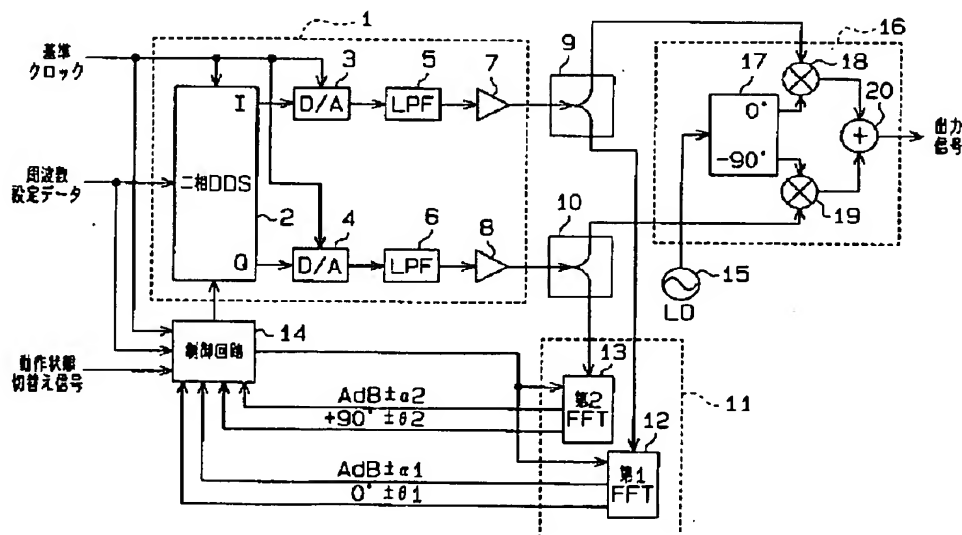 1
基準
クロック
3
5
7
9
16
18
I
D/A
LPF
17
0°
20
周波数
設定データ
二相DDS
2
-90°
出力
信号
4
6
8
10
19
Q
D/A
LPF
15
LO
14
制御回路
動作状態
切替え信号
13
AdB±α2
+90°±θ2
第2
FFT
11
12
AdB±α1
0°±θ1
第1
FFT